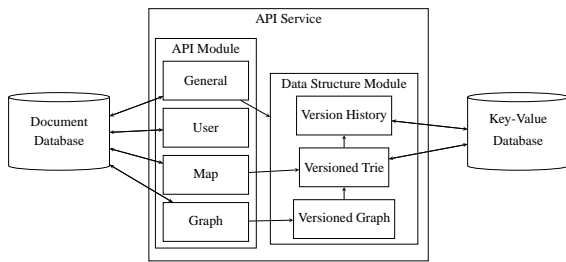 API Service
API Module
General
User
Map
Graph
Data Structure Module
Version History
Versioned Trie
Versioned Graph
Document
Database
Key-Value
Database